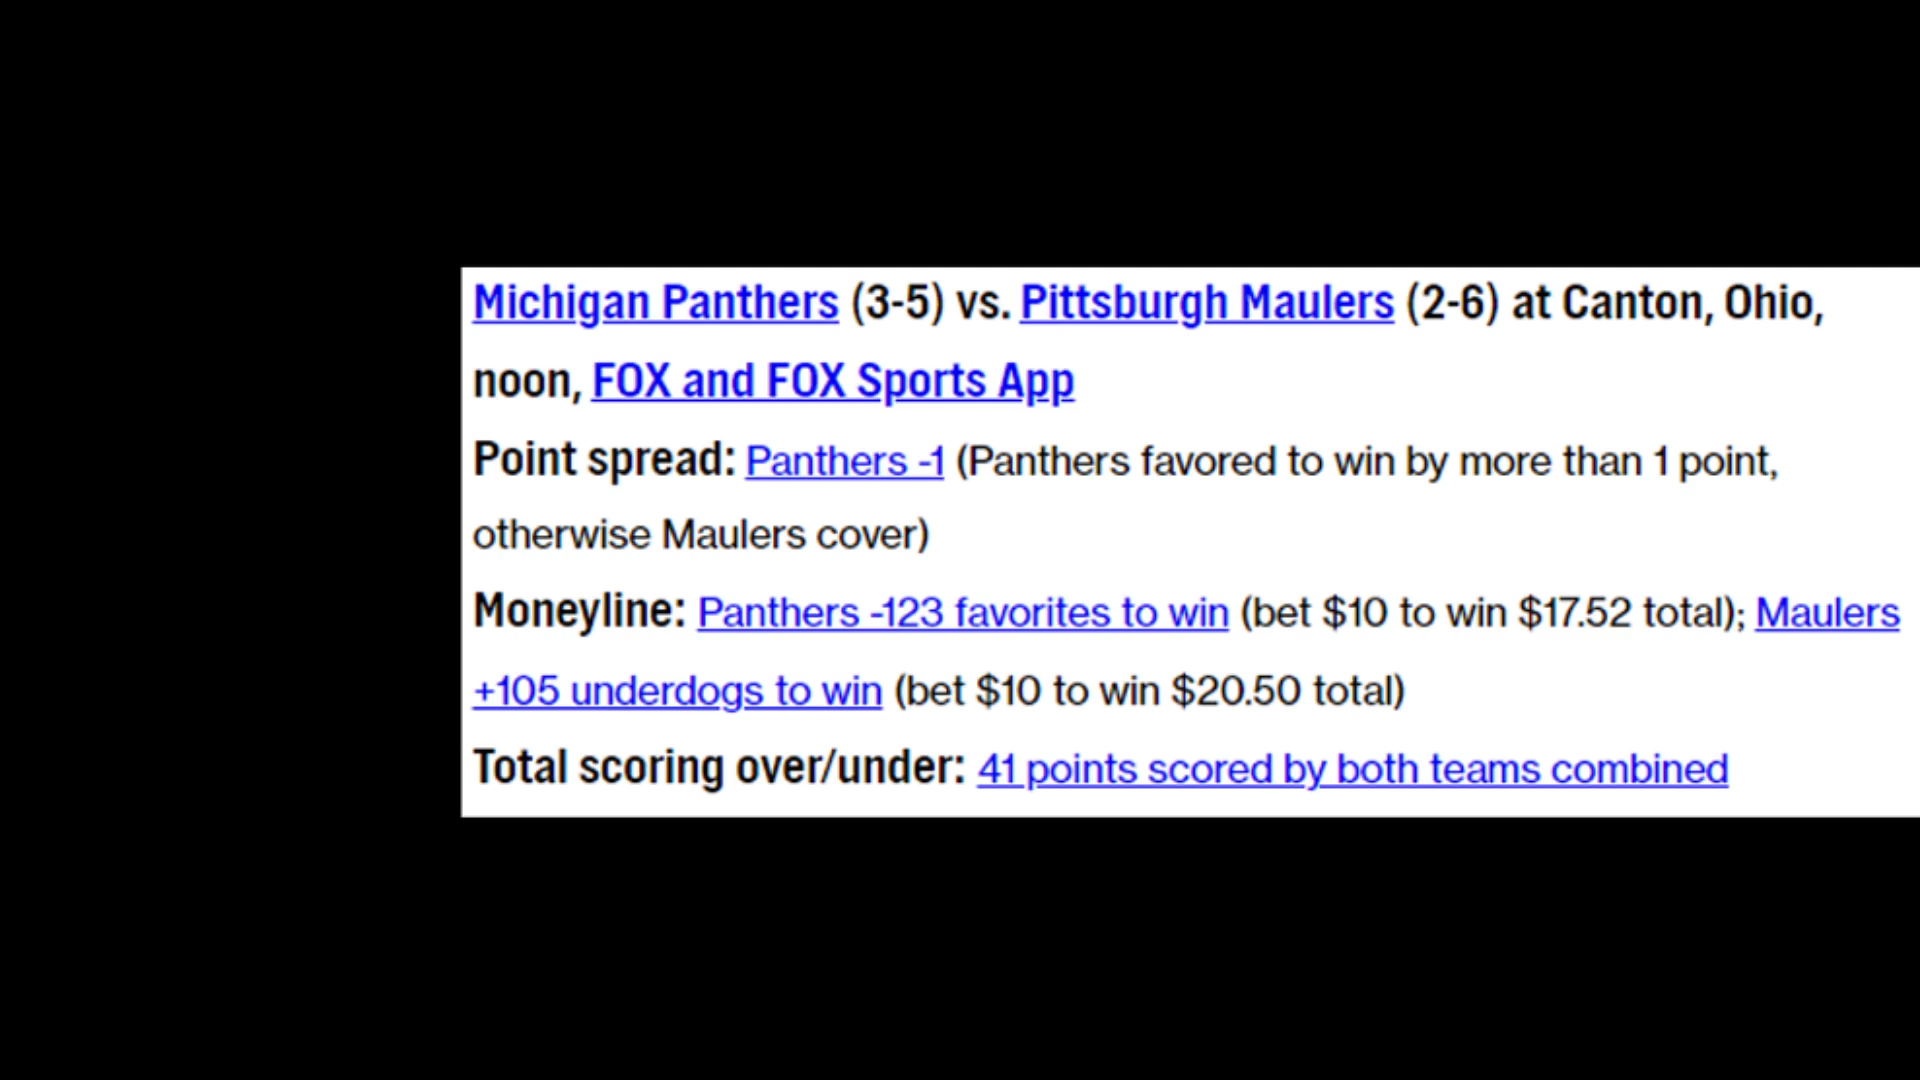 Michigan Panthers (3-5) vs. Pittsburgh Maulers (2-6) at Canton, Ohio,
noon, FOX and FOX Sports App
Point spread: Panthers -1 (Panthers favored to win by more than 1 point,
otherwise Maulers cover)
Moneyline: Panthers -123 favorites to win (bet $10 to win $17.52 total); Maulers
+105 underdogs to win (bet $10 to win $20.50 total)
Total scoring over/under: 41 points scored by both teams combined